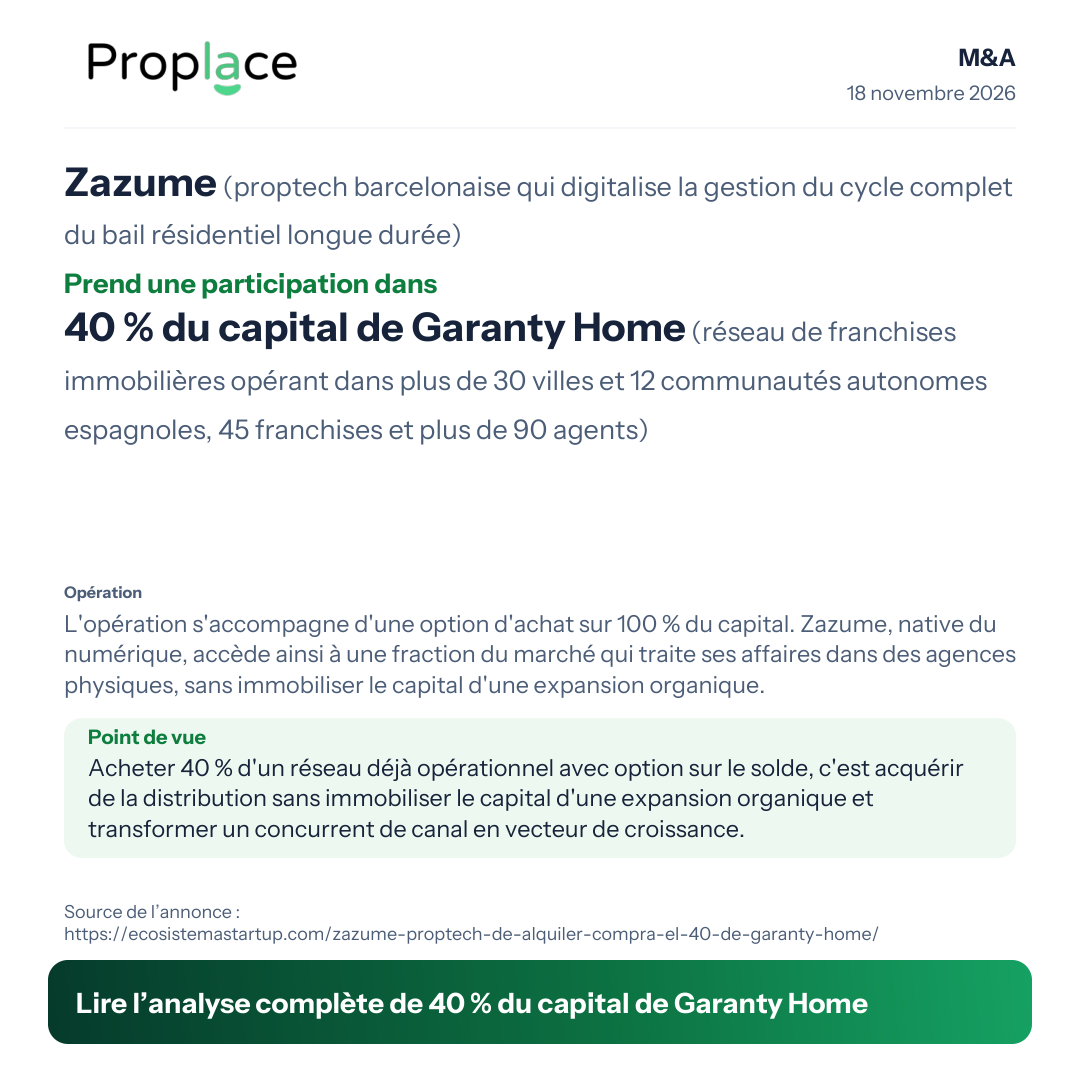 Proplace
M&A
18 novembre 2026
Zazume (proptech barcelonaise qui digitalise la gestion du cycle complet
du bail résidentiel longue durée)
Prend une participation dans
40 % du capital de Garanty Home (réseau de franchises
immobilières opérant dans plus de 30 villes et 12 communautés autonomes
espagnoles, 45 franchises et plus de 90 agents)
Opération
L'opération s'accompagne d'une option d'achat sur 100 % du capital. Zazume, native du
numérique, accède ainsi à une fraction du marché qui traite ses affaires dans des agences
physiques, sans immobiliser le capital d'une expansion organique.
Point de vue
Acheter 40 % d'un réseau déjà opérationnel avec option sur le solde, c'est acquérir
de la distribution sans immobiliser le capital d'une expansion organique et
transformer un concurrent de canal en vecteur de croissance.
Source de l’annonce :
https://ecosistemastartup.com/zazume-proptech-de-alquiler-compra-el-40-de-garanty-home/
Lire l’analyse complète de 40 % du capital de Garanty Home